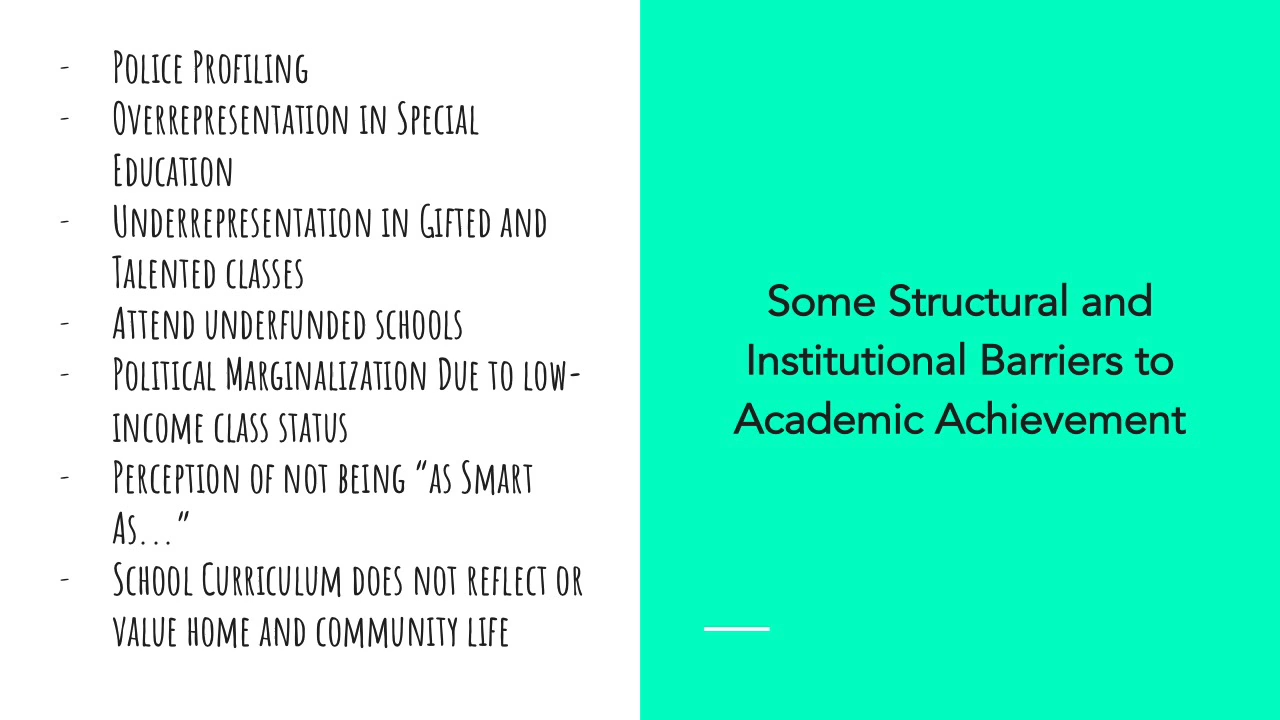 - Police Profiling
- Overrepresentation in Special
Education
- Underrepresentation in Gifted and
Talented classes
- Attend underfunded schools
- Political Marginalization Due to low-
income class status
- Perception of not being “as Smart
As...”
- School Curriculum does not reflect or
value home and community life
Some Structural and
Institutional Barriers to
Academic Achievement